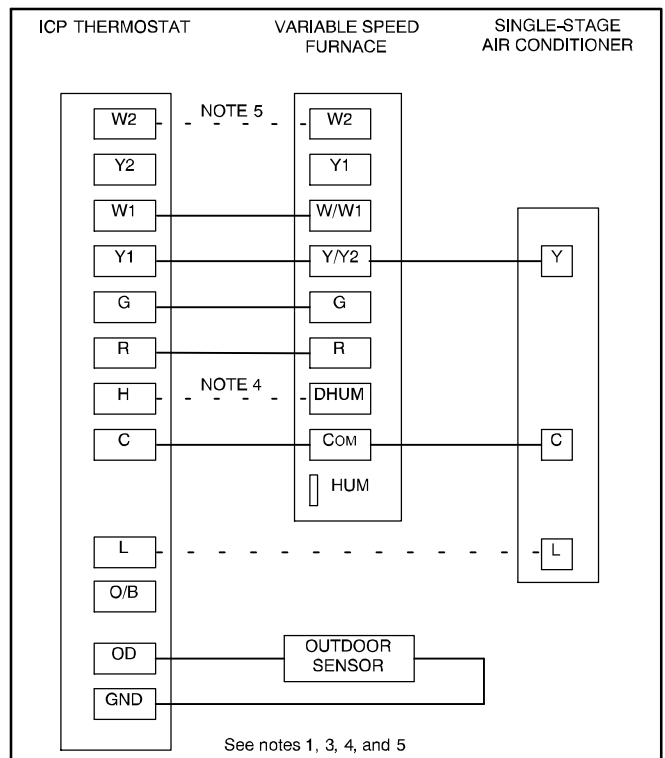 ICP THERMOSTAT
VARIABLE SPEED
FURNACE
SINGLE-STAGE
AIR CONDITIONER
W2
NOTE 5
W2
Y2
Y1
W1
W/W1
Y1
Y/Y2
Y
G
G
R
R
H
NOTE 4
DHUM
C
COM
C
HUM
L
L
O/B
OD
OUTDOOR
SENSOR
GND
See notes 1, 3, 4, and 5